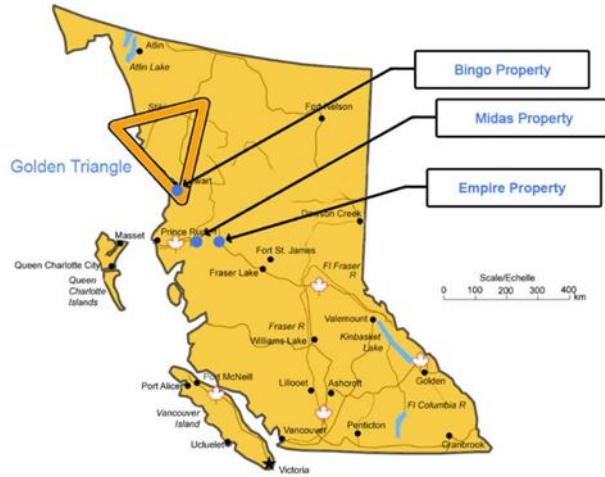 Atlin
Atlin Lake
Bingo Property
Fort Nelson
Midas Property
Golden Triangle
Empire Property
Dawson Creek
Masset
Prince Rupert
Fort St. James
Queen Charlotte City
Fraser Lake
Fl Fraser
R
Queen
Charlotte
Islands
Scale/Echelle
0 100 200 300 400
km
Valemount
Fraser R
Kinbasket
Lake
Williams Lake
Port McNeill
Port Alice
Lillooet
Ashcroft
Golden
Vancouver
Island
Fl Columbia R
Ucluelet
Vancouver
Penticton
Cranbrook
Victoria